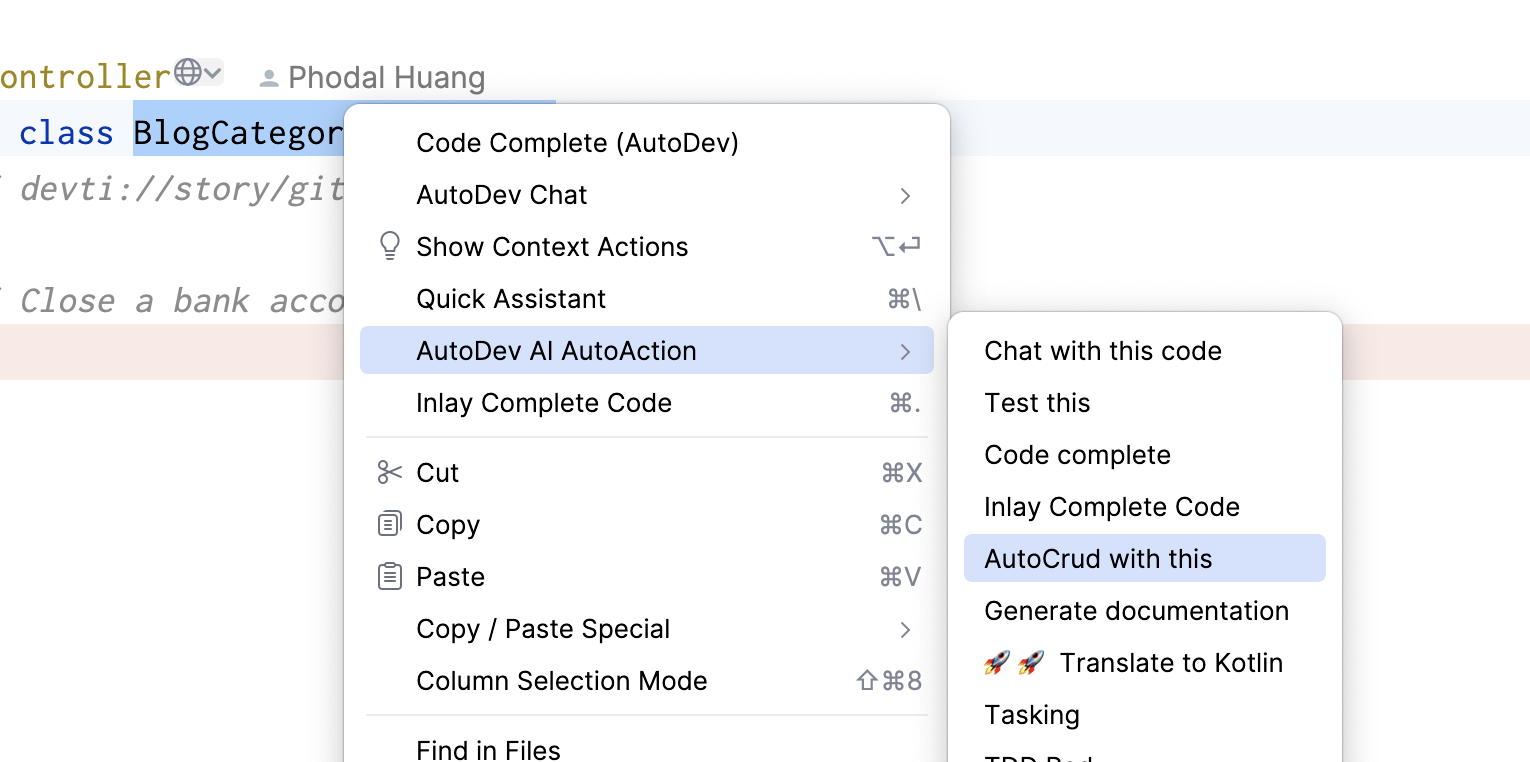 ontroller Phodal Huang
class BlogCategor
devti://story/git
Close a bank acco
Code Complete (AutoDev)
AutoDev Chat
Show Context Actions ⌥↩
Quick Assistant ⌘\
AutoDev AI AutoAction
Inlay Complete Code ⌘.
Cut ⌘X
Copy ⌘C
Paste ⌘V
Copy / Paste Special
Column Selection Mode ⇧⌘8
Find in Files
Chat with this code
Test this
Code complete
Inlay Complete Code
AutoCrud with this
Generate documentation
🚀 🚀 Translate to Kotlin
Tasking